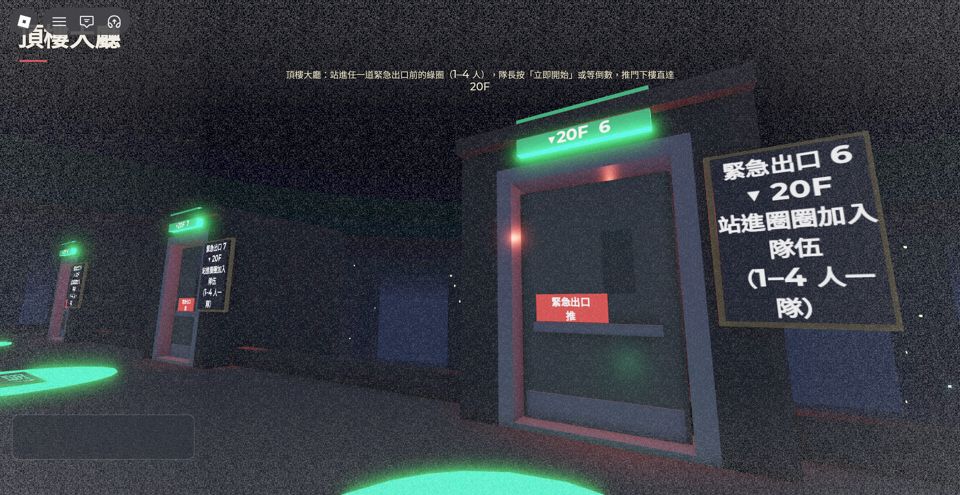 頂樓大廳
頂樓大廳：站進任一道緊急出口前的綠圈（1–4 人），隊長按「立即開始」或等倒數，推門下樓直達
20F
▼20F 6
緊急出口 6
▼ 20F
站進圈圈加入
隊伍
（1–4 人一
隊）
緊急出口
推
緊急出口 7
▼ 20F
站進圈圈加入
隊伍
（1–4 人一
隊）